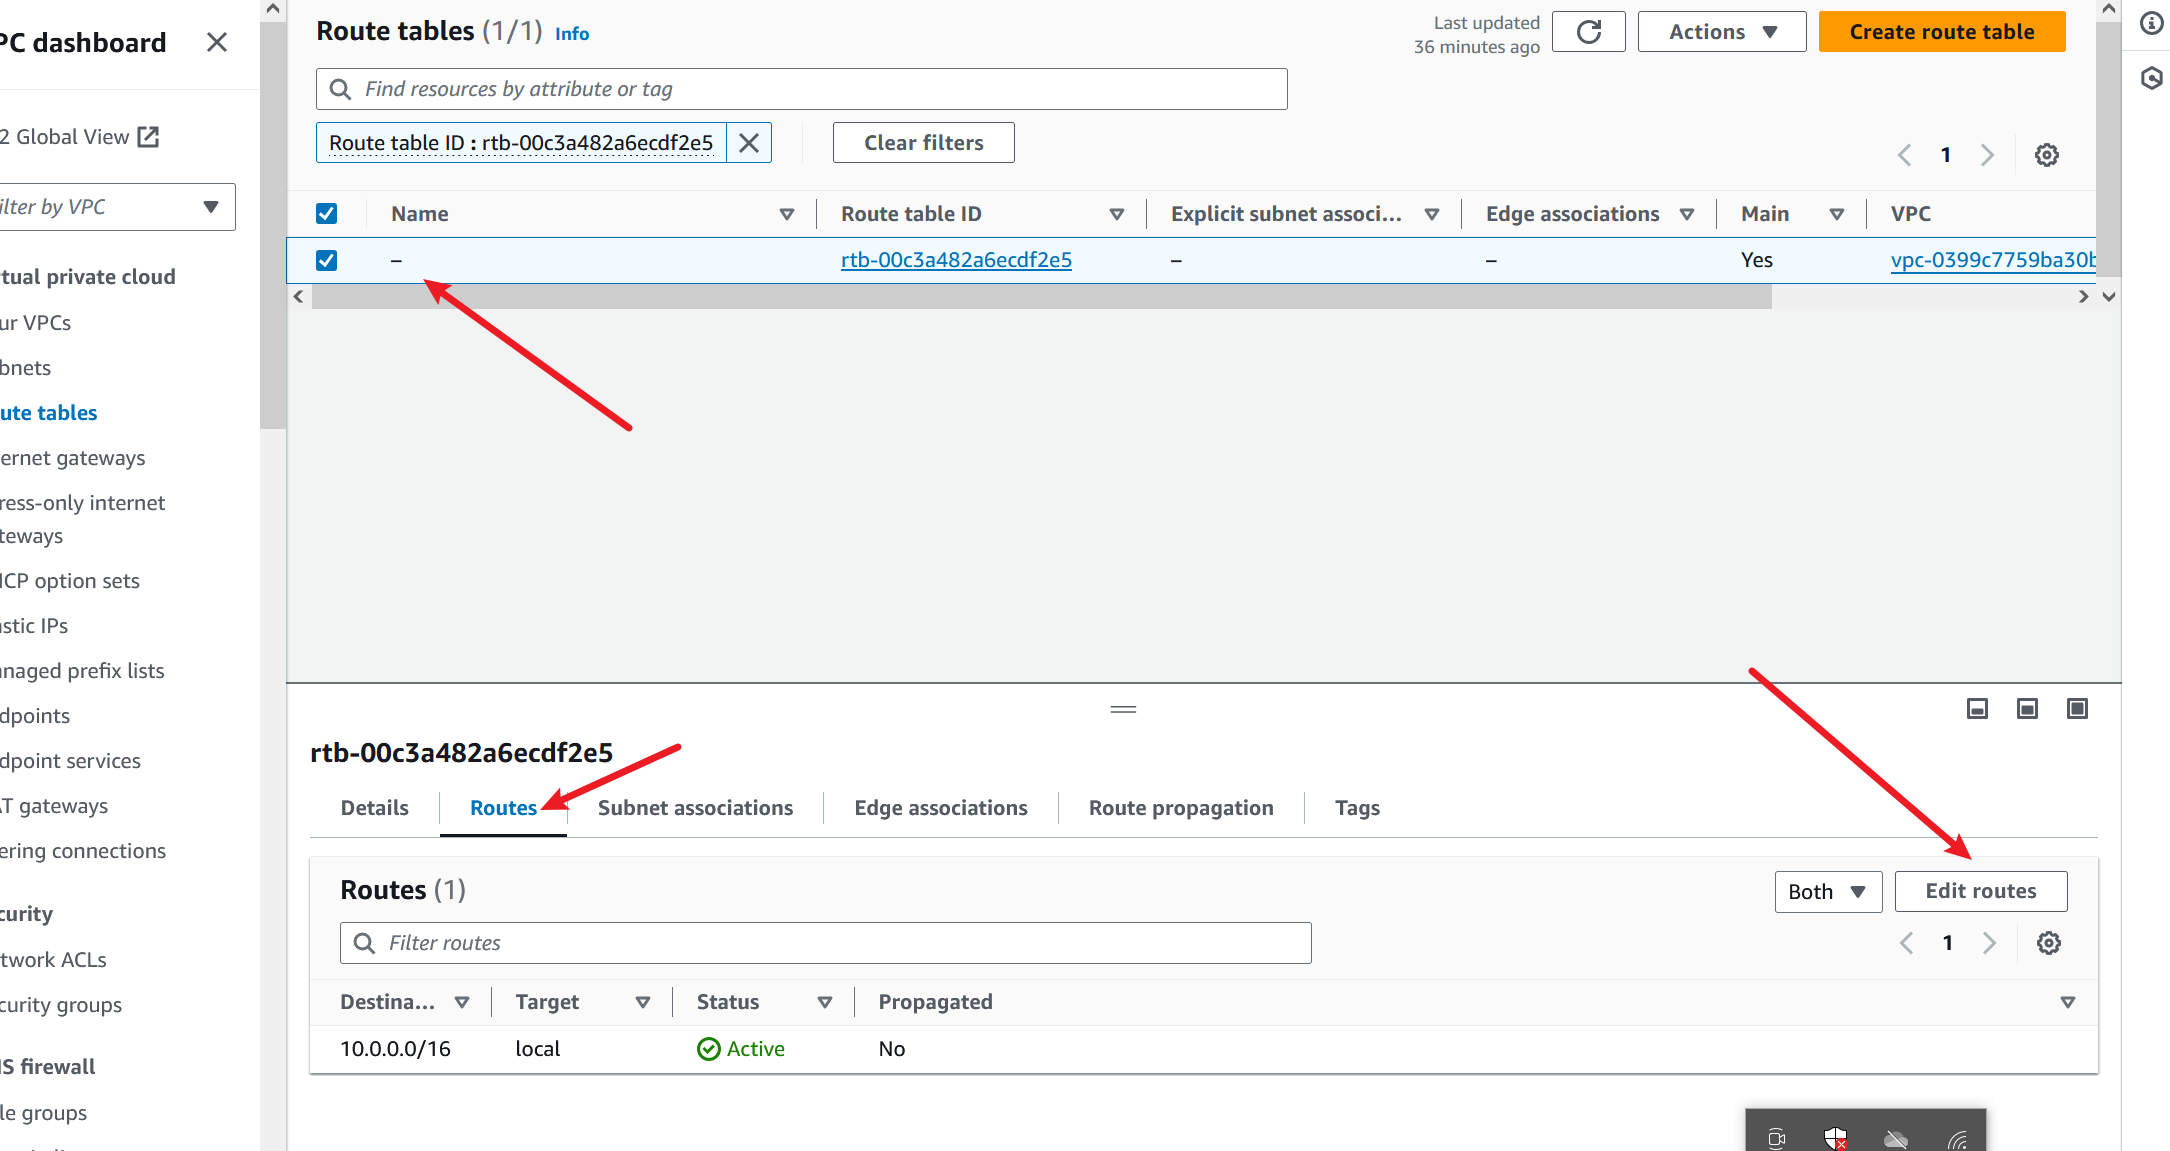 PC dashboard
2 Global View
ilter by VPC
tual private cloud
ur VPCs
bnets
ute tables
ernet gateways
ress-only internet
teways
ICP option sets
stic IPs
naged prefix lists
dpoints
dpoint services
AT gateways
ering connections
curity
twork ACLs
curity groups
IS firewall
le groups
Route tables (1/1) Info
Last updated
36 minutes ago
Actions
Create route table
Find resources by attribute or tag
Route table ID : rtb-00c3a482a6ecdf2e5
Clear filters
1
Name Route table ID Explicit subnet associ... Edge associations Main VPC
– rtb-00c3a482a6ecdf2e5 – – Yes vpc-0399c7759ba30b
rtb-00c3a482a6ecdf2e5
Details Routes Subnet associations Edge associations Route propagation Tags
Routes (1)
Both
Edit routes
Filter routes
1
Destina... Target Status Propagated
10.0.0.0/16 local Active No